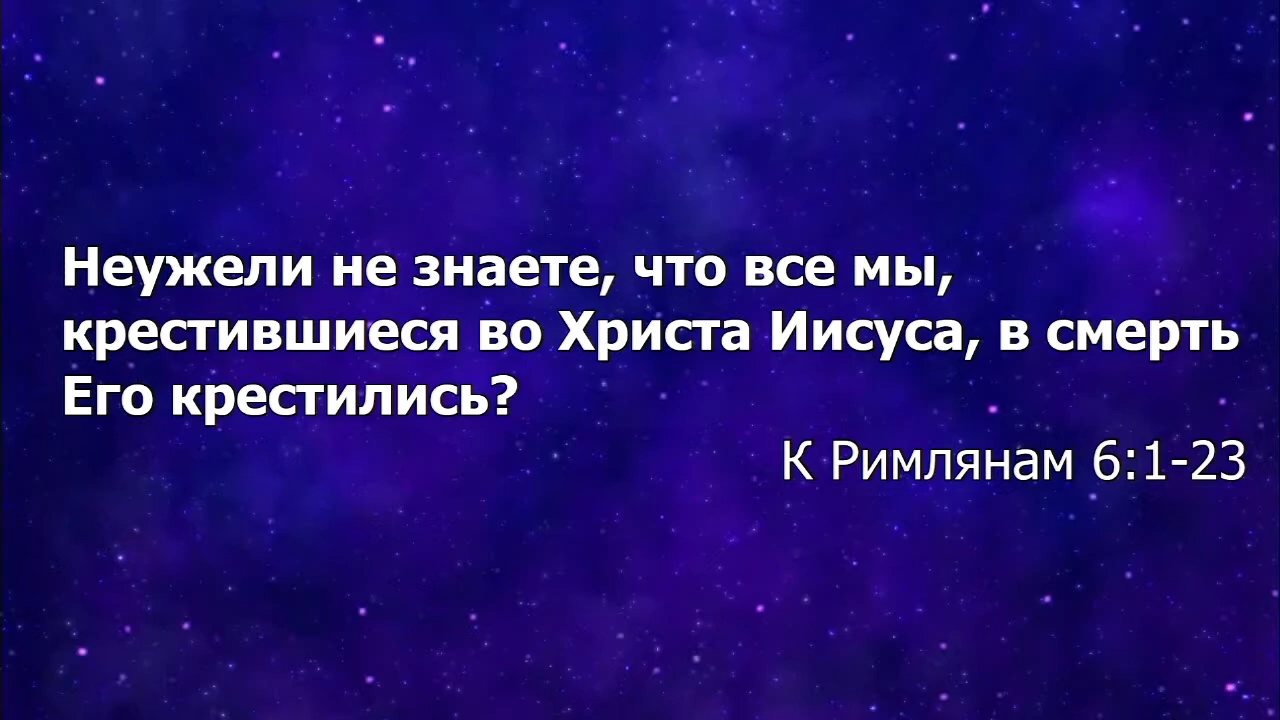 Неужели не знаете, что все мы,
крестившиеся во Христа Иисуса, в смерть
Его крестились?
К Римлянам 6:1-23